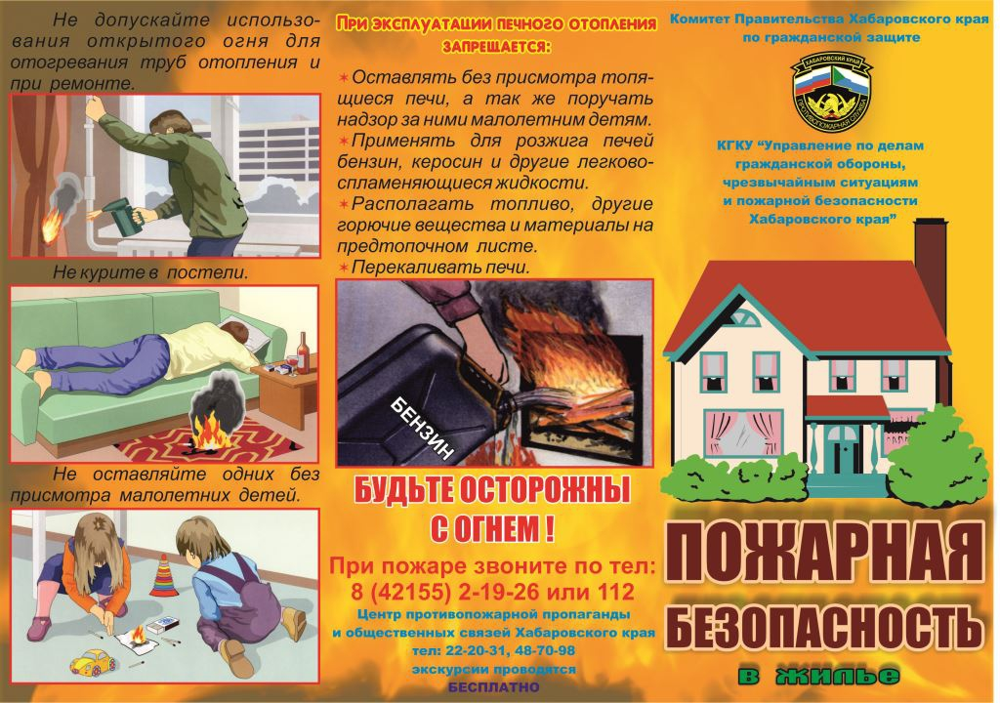 Не допускайте использо-
вания открытого огня для
отогревания труб отопления и
при ремонте.
Не курите в постели.
Не оставляйте одних без
присмотра малолетних детей.
При эксплуатации печного отопления
запрещается:
✶Оставлять без присмотра топя-
щиеся печи, а так же поручать
надзор за ними малолетним детям.
✶Применять для розжига печей
бензин, керосин и другие легково-
спламеняющиеся жидкости.
✶Располагать топливо, другие
горючие вещества и материалы на
предтопочном листе.
✶Перекаливать печи.
БЕНЗИН
БУДЬТЕ ОСТОРОЖНЫ
С ОГНЕМ !
При пожаре звоните по тел:
8 (42155) 2-19-26 или 112
Центр противопожарной пропаганды
и общественных связей Хабаровского края
тел: 22-20-31, 48-70-98
экскурсии проводятся
БЕСПЛАТНО
Комитет Правительства Хабаровского края
по гражданской защите
ХАБАРОВСКИЙ КРАЙ
ПРОТИВОПОЖАРНАЯ СЛУЖБА
КГКУ “Управление по делам
гражданской обороны,
чрезвычайным ситуациям
и пожарной безопасности
Хабаровского края”
ПОЖАРНАЯ
БЕЗОПАСНОСТЬ
в жилье